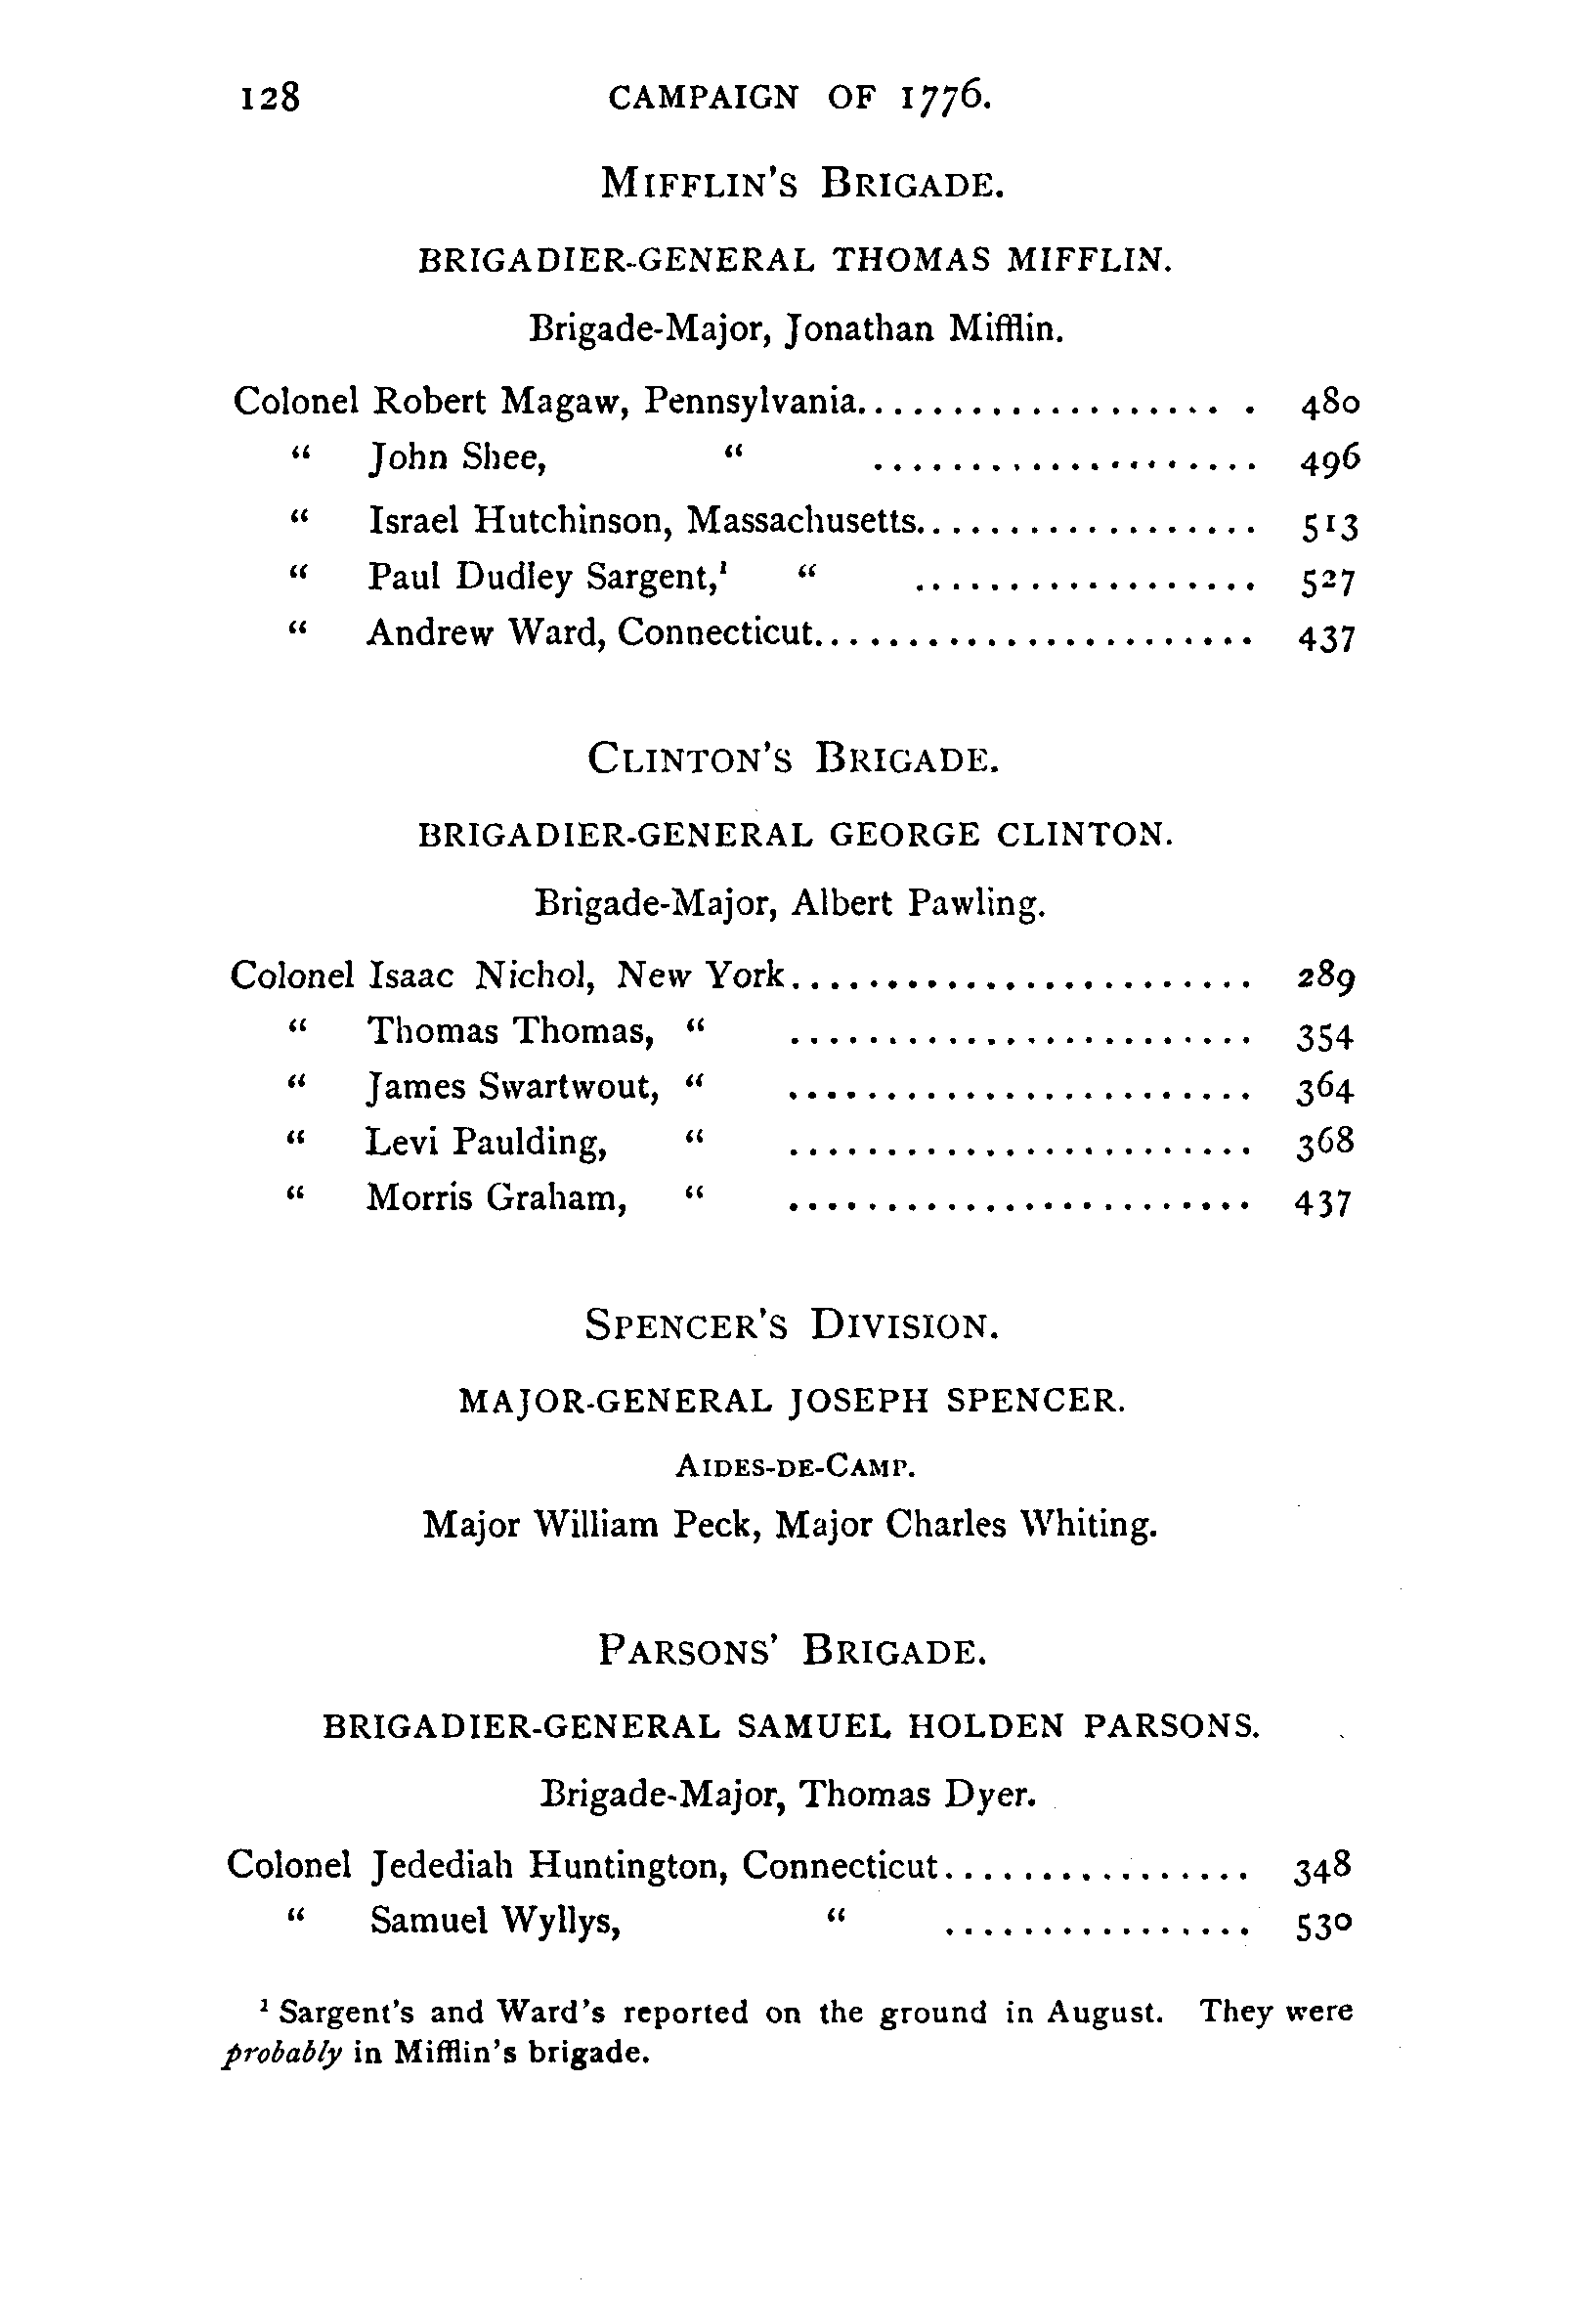 128 CAMPAIGN OF 1776.
MIFFLIN'S BRIGADE.
BRIGADIER-GENERAL THOMAS MIFFLIN.
Brigade-Major, Jonathan Mifflin.
Colonel Robert Magaw, Pennsylvania.................... 480
“ John Shee, “ .................... 496
“ Israel Hutchinson, Massachusetts.................. 513
“ Paul Dudley Sargent,¹ “ .................. 527
“ Andrew Ward, Connecticut....................... 437
CLINTON'S BRIGADE.
BRIGADIER-GENERAL GEORGE CLINTON.
Brigade-Major, Albert Pawling.
Colonel Isaac Nichol, New York........................ 289
“ Thomas Thomas, “ ........................ 354
“ James Swartwout, “ ........................ 364
“ Levi Paulding, “ ........................ 368
“ Morris Graham, “ ........................ 437
SPENCER'S DIVISION.
MAJOR-GENERAL JOSEPH SPENCER.
AIDES-DE-CAMP.
Major William Peck, Major Charles Whiting.
PARSONS' BRIGADE.
BRIGADIER-GENERAL SAMUEL HOLDEN PARSONS.
Brigade-Major, Thomas Dyer.
Colonel Jedediah Huntington, Connecticut................ 348
“ Samuel Wyllys, “ ................ 530
¹ Sargent's and Ward's reported on the ground in August. They were
probably in Mifflin's brigade.